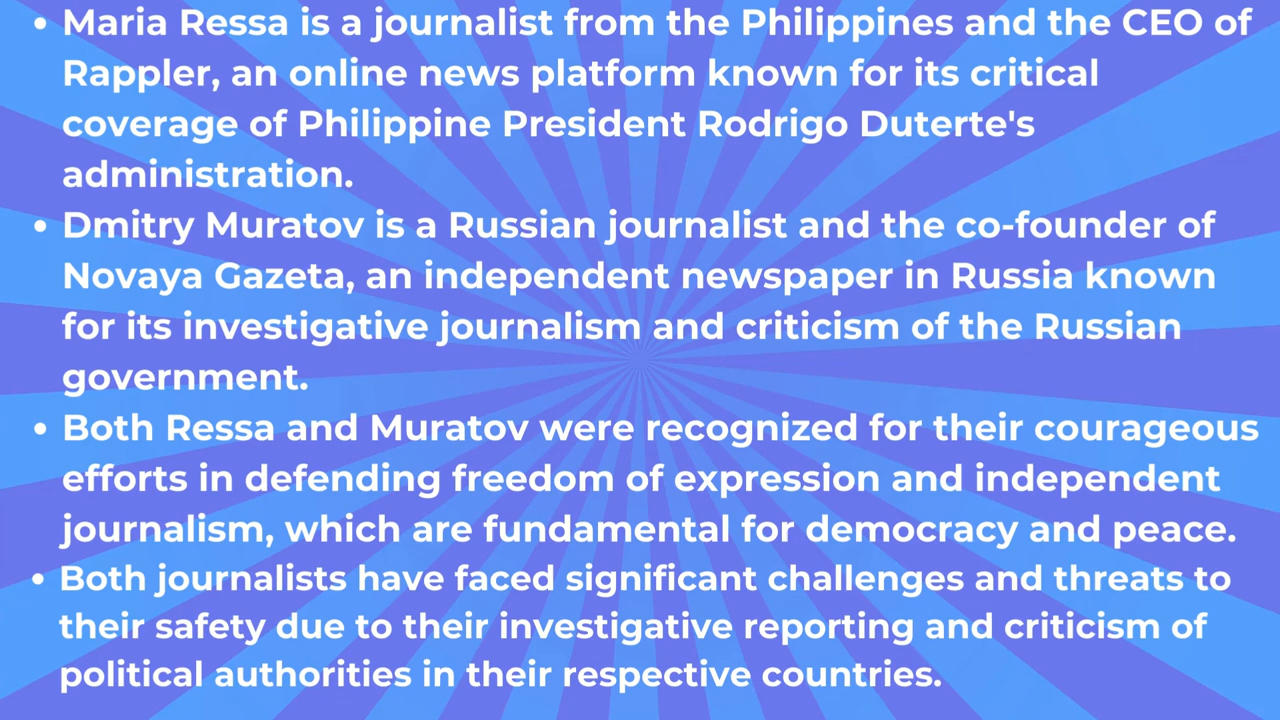 • Maria Ressa is a journalist from the Philippines and the CEO of
Rappler, an online news platform known for its critical
coverage of Philippine President Rodrigo Duterte's
administration.
• Dmitry Muratov is a Russian journalist and the co-founder of
Novaya Gazeta, an independent newspaper in Russia known
for its investigative journalism and criticism of the Russian
government.
• Both Ressa and Muratov were recognized for their courageous
efforts in defending freedom of expression and independent
journalism, which are fundamental for democracy and peace.
• Both journalists have faced significant challenges and threats to
their safety due to their investigative reporting and criticism of
political authorities in their respective countries.